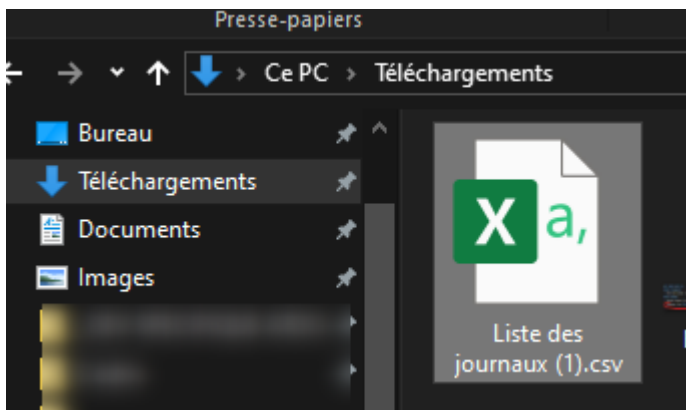 Presse-papiers
Ce PC > Téléchargements
Bureau
Téléchargements
Documents
Images
X a,
Liste des
journaux (1).csv